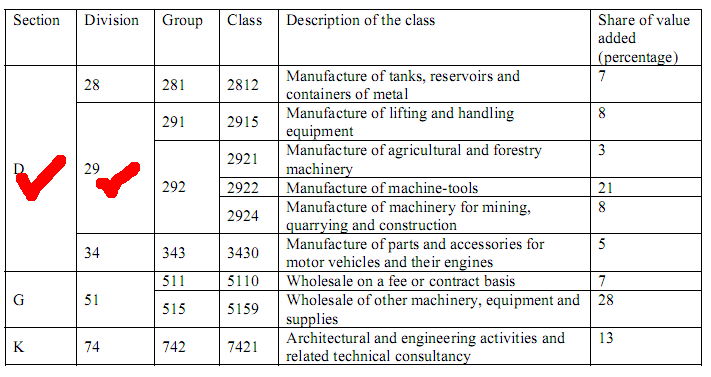 Section Division Group Class Description of the class Share of value
added
(percentage)
D 28 281 2812 Manufacture of tanks, reservoirs and
containers of metal 7
29 291 2915 Manufacture of lifting and handling
equipment 8
292 2921 Manufacture of agricultural and forestry
machinery 3
2922 Manufacture of machine-tools 21
2924 Manufacture of machinery for mining,
quarrying and construction 8
34 343 3430 Manufacture of parts and accessories for
motor vehicles and their engines 5
G 51 511 5110 Wholesale on a fee or contract basis 7
515 5159 Wholesale of other machinery, equipment and
supplies 28
K 74 742 7421 Architectural and engineering activities and
related technical consultancy 13